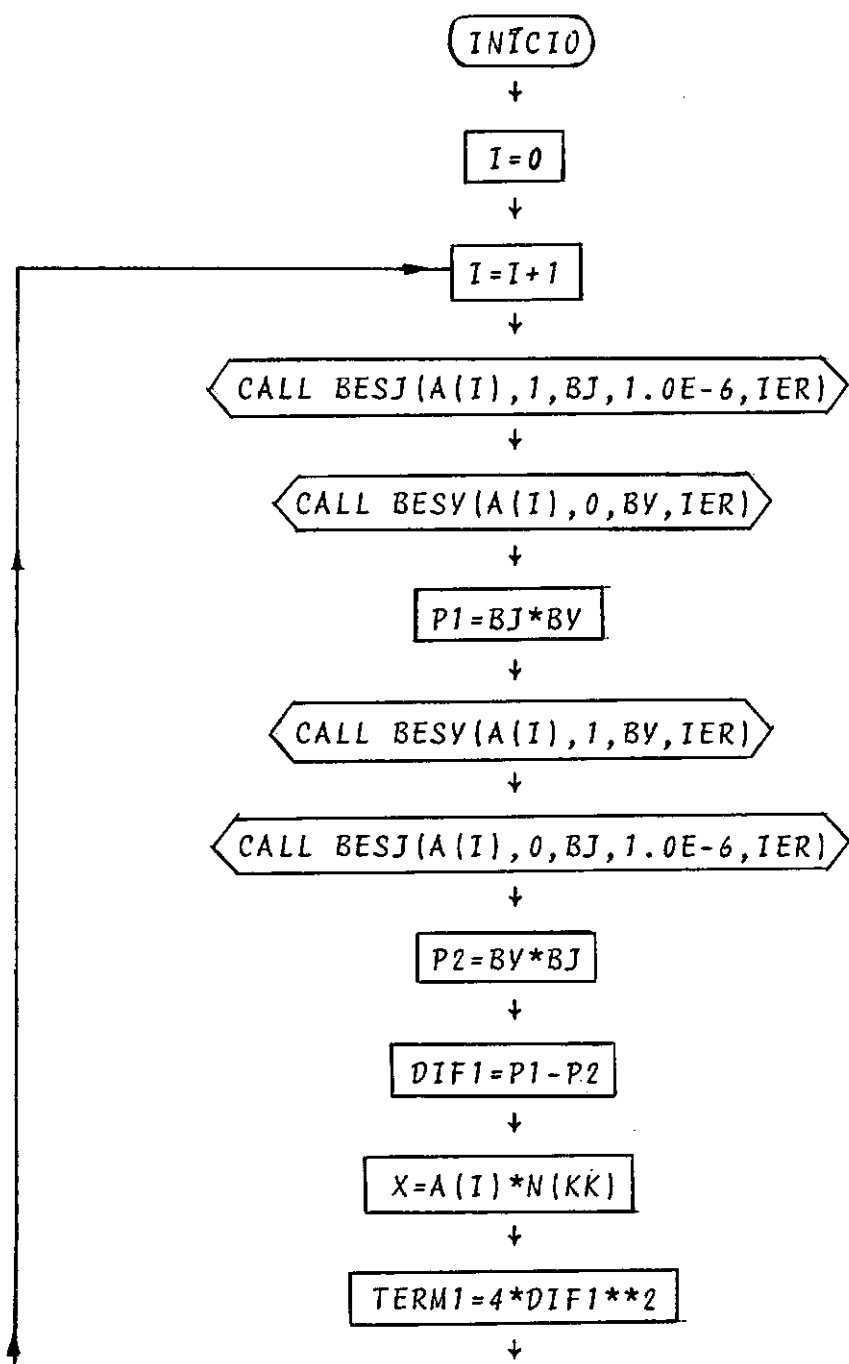 INÍCIO
I=0
I=I+1
CALL BESJ(A(I),1,BJ,1.0E-6,IER)
CALL BESY(A(I),0,BY,IER)
P1=BJ*BY
CALL BESY(A(I),1,BY,IER)
CALL BESJ(A(I),0,BJ,1.0E-6,IER)
P2=BY*BJ
DIF1=P1-P2
X=A(I)*N(KK)
TERM1=4*DIF1**2